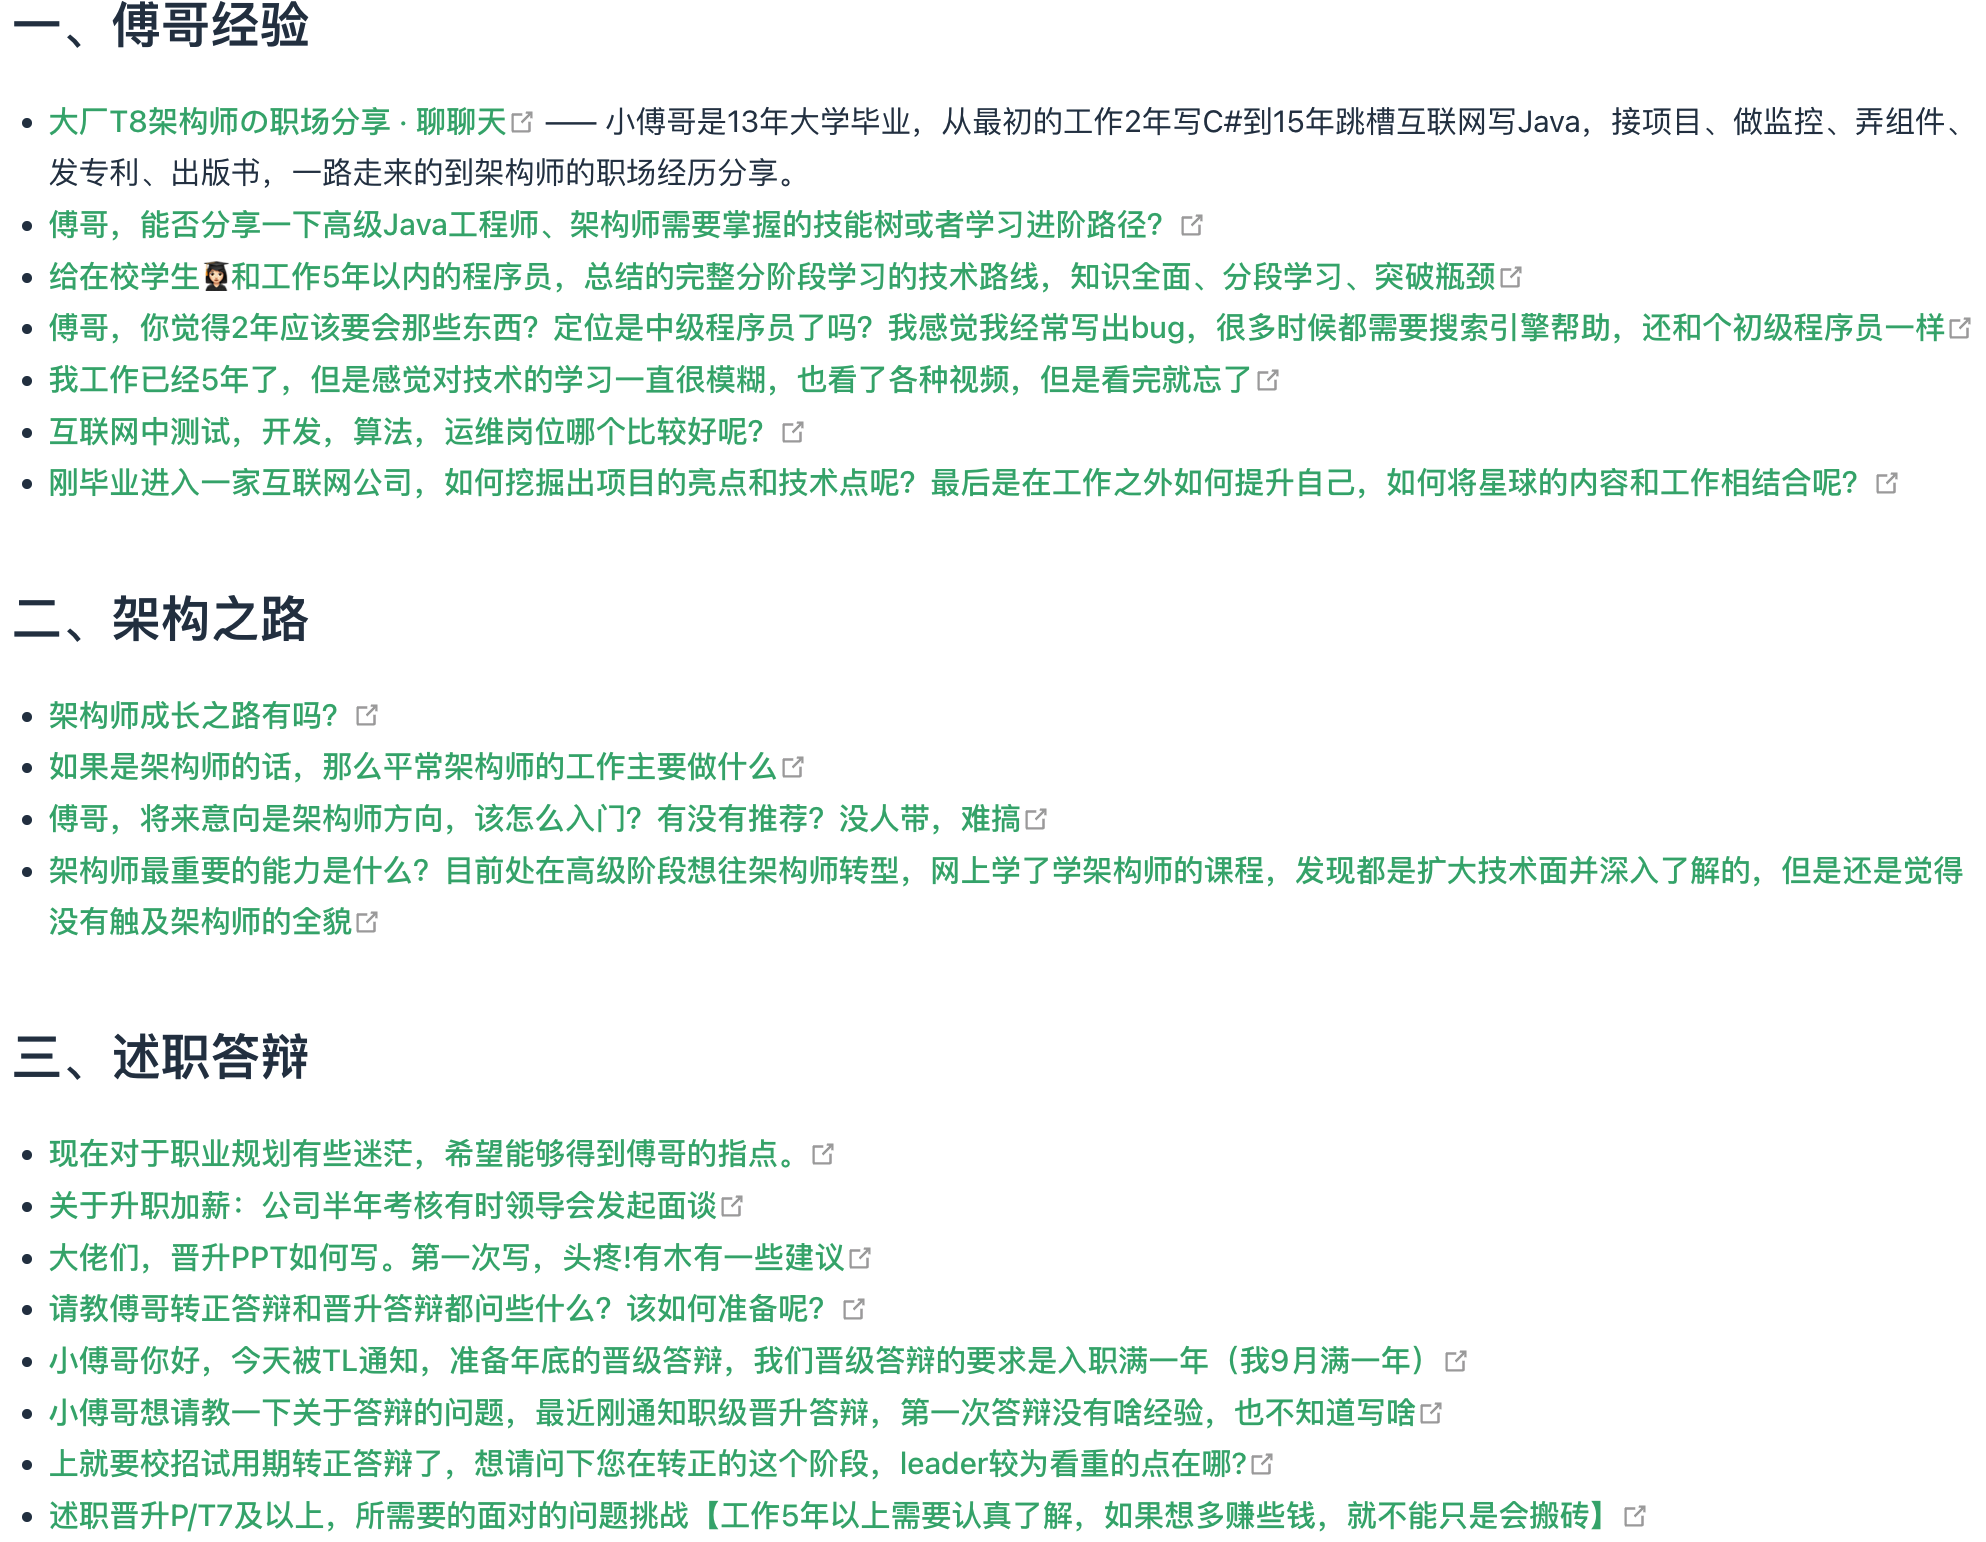 一、傅哥经验
大厂T8架构师の职场分享 · 聊聊天 —— 小傅哥是13年大学毕业，从最初的工作2年写C#到15年跳槽互联网写Java，接项目、做监控、弄组件、
发专利、出版书，一路走来的到架构师的职场经历分享。
傅哥，能否分享一下高级Java工程师、架构师需要掌握的技能树或者学习进阶路径？
给在校学生👩🏻‍🎓和工作5年以内的程序员，总结的完整分阶段学习的技术路线，知识全面、分段学习、突破瓶颈
傅哥，你觉得2年应该要会那些东西？定位是中级程序员了吗？我感觉我经常写出bug，很多时候都需要搜索引擎帮助，还和个初级程序员一样
我工作已经5年了，但是感觉对技术的学习一直很模糊，也看了各种视频，但是看完就忘了
互联网中测试，开发，算法，运维岗位哪个比较好呢？
刚毕业进入一家互联网公司，如何挖掘出项目的亮点和技术点呢？最后是在工作之外如何提升自己，如何将星球的内容和工作相结合呢？
二、架构之路
架构师成长之路有吗？
如果是架构师的话，那么平常架构师的工作主要做什么
傅哥，将来意向是架构师方向，该怎么入门？有没有推荐？没人带，难搞
架构师最重要的能力是什么？目前处在高级阶段想往架构师转型，网上学了学架构师的课程，发现都是扩大技术面并深入了解的，但是还是觉得
没有触及架构师的全貌
三、述职答辩
现在对于职业规划有些迷茫，希望能够得到傅哥的指点。
关于升职加薪：公司半年考核有时领导会发起面谈
大佬们，晋升PPT如何写。第一次写，头疼!有木有一些建议
请教傅哥转正答辩和晋升答辩都问些什么？该如何准备呢？
小傅哥你好，今天被TL通知，准备年底的晋级答辩，我们晋级答辩的要求是入职满一年（我9月满一年）
小傅哥想请教一下关于答辩的问题，最近刚通知职级晋升答辩，第一次答辩没有啥经验，也不知道写啥
上就要校招试用期转正答辩了，想请问下您在转正的这个阶段，leader较为看重的点在哪?
述职晋升P/T7及以上，所需要的面对的问题挑战【工作5年以上需要认真了解，如果想多赚些钱，就不能只是会搬砖】